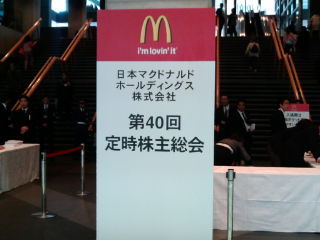 i'm lovin' it
日本マクドナルド
ホールディングス
株式会社
第40回
定時株主総会